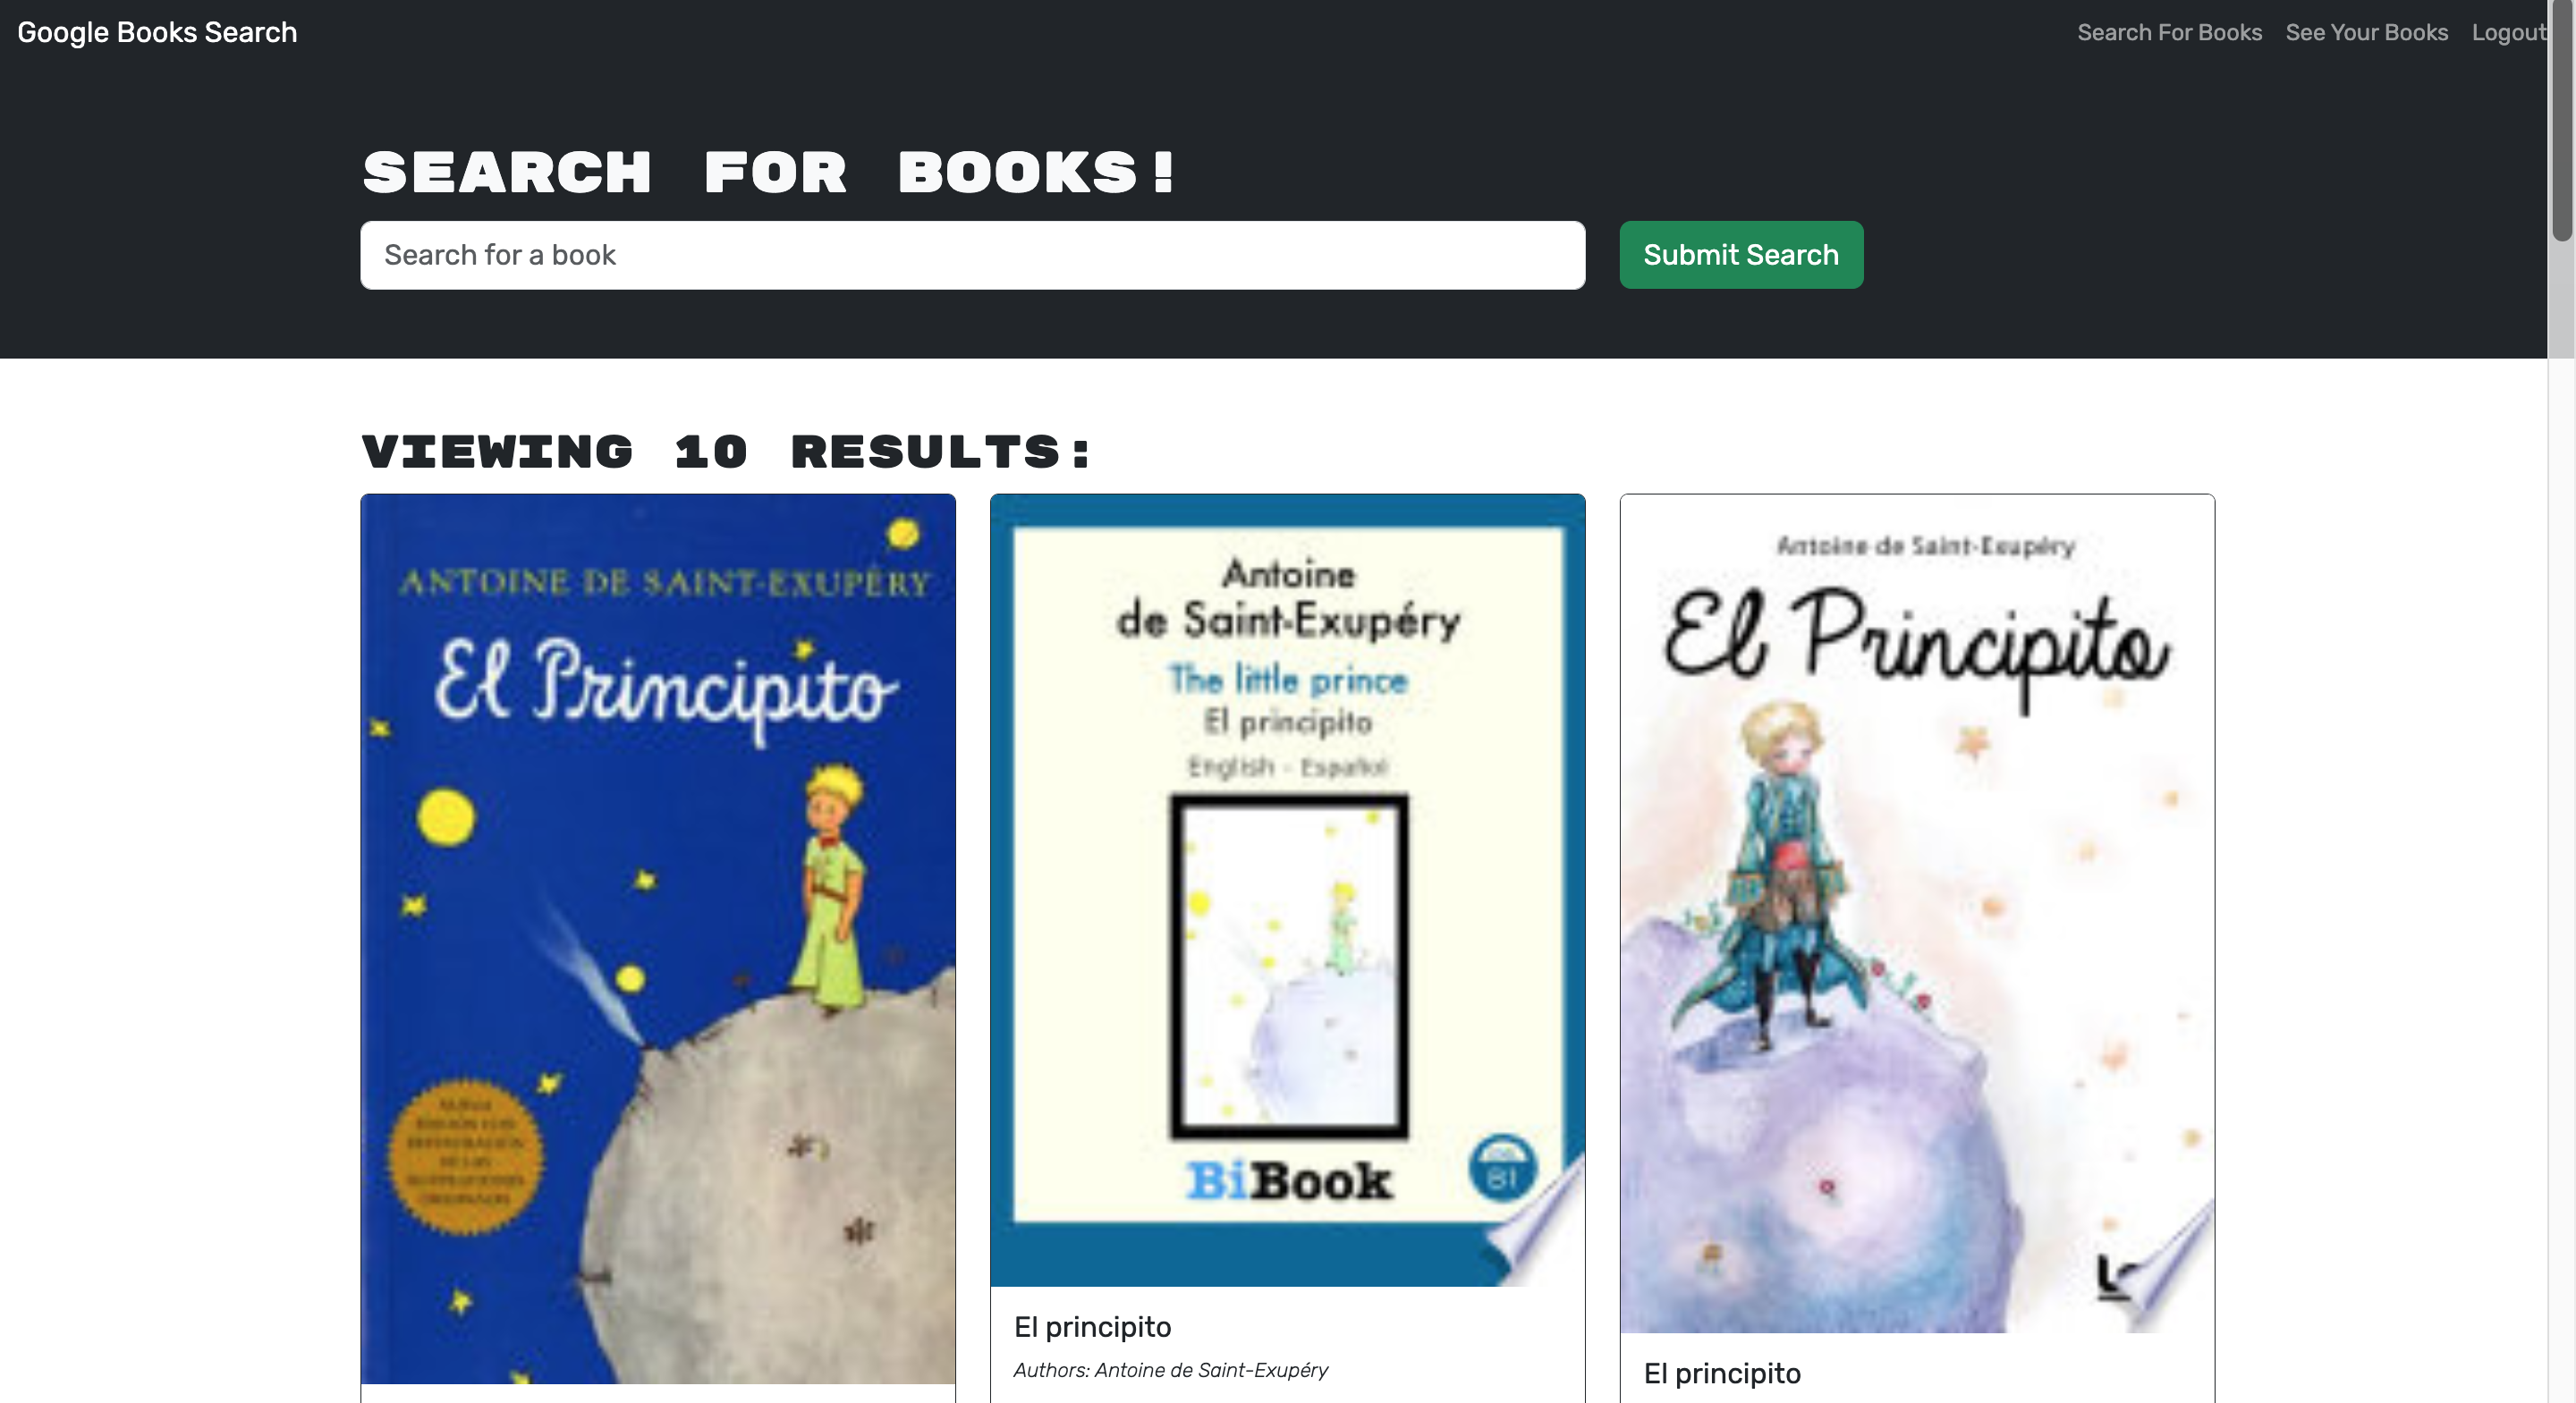 Google Books Search
Search For Books See Your Books Logout
SEARCH FOR BOOKS!
Search for a book
Submit Search
VIEWING 10 RESULTS:
ANTOINE DE SAINT-EXUPÉRY
El Principito
Antoine
de Saint-Exupéry
The little prince
El principito
English - Español
BiBook
B1
El principito
Authors: Antoine de Saint-Exupéry
Antoine de Saint-Exupéry
El Principito
El principito